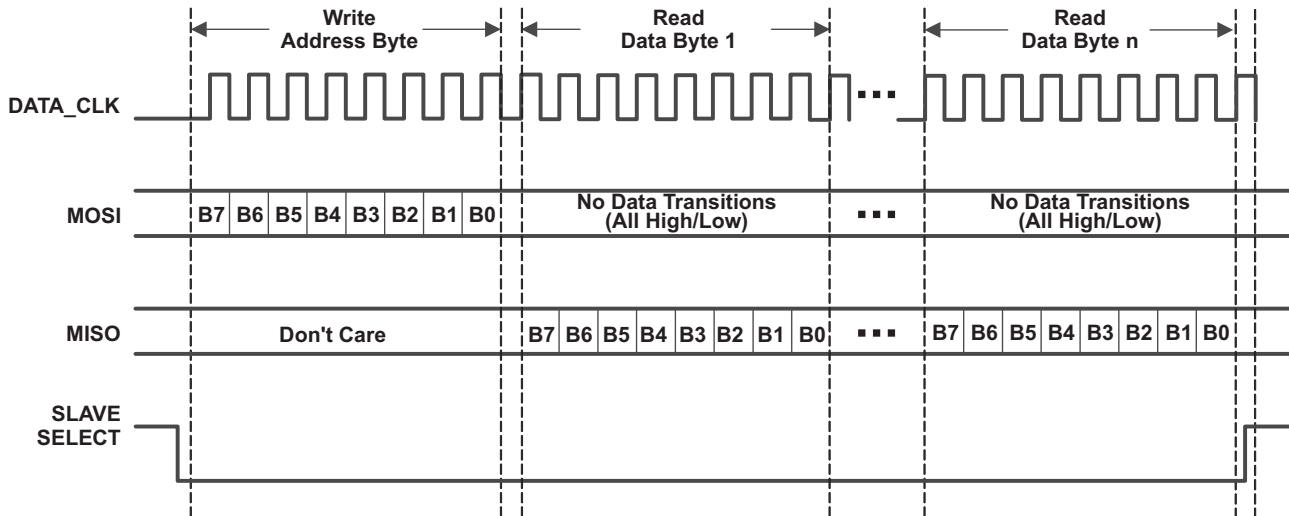 Write
Address Byte
Read
Data Byte 1
Read
Data Byte n
DATA_CLK
MOSI
B7 B6 B5 B4 B3 B2 B1 B0
No Data Transitions
(All High/Low)
No Data Transitions
(All High/Low)
MISO
Don't Care
B7 B6 B5 B4 B3 B2 B1 B0
B7 B6 B5 B4 B3 B2 B1 B0
SLAVE
SELECT